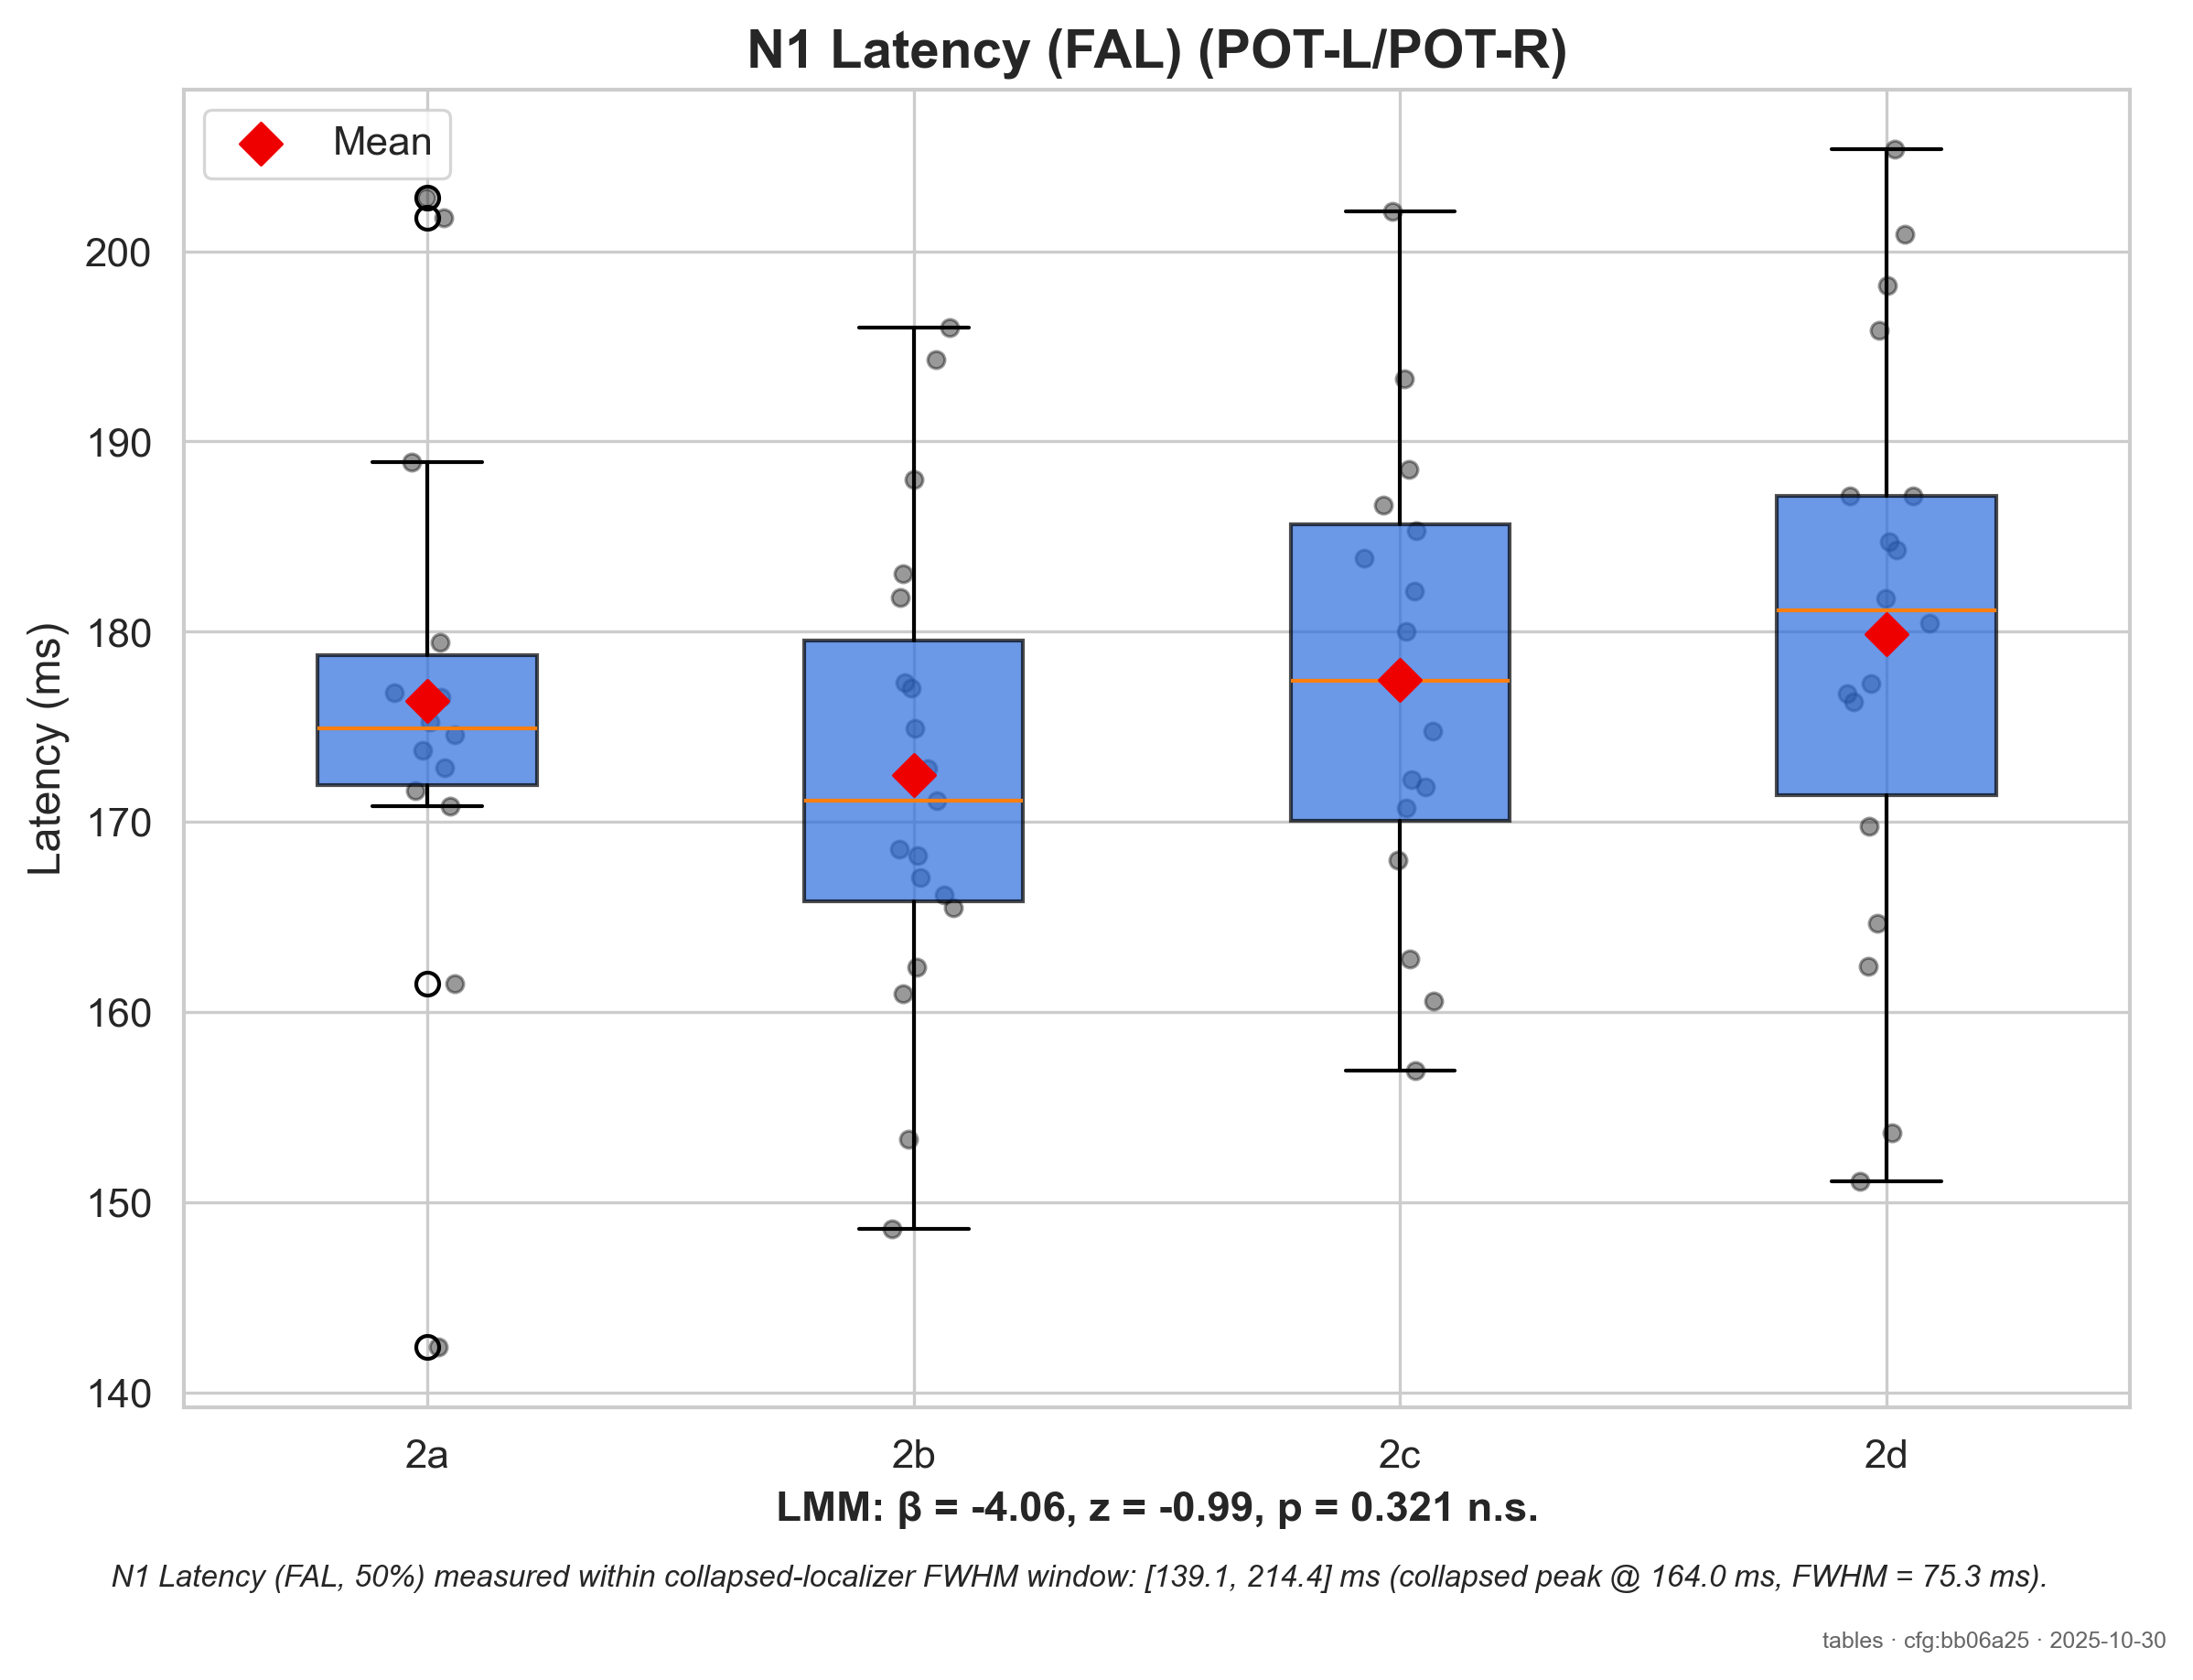 N1 Latency (FAL) (POT-L/POT-R)
Mean
Latency (ms)
200
190
180
170
160
150
140
2a 2b 2c 2d
LMM: β = -4.06, z = -0.99, p = 0.321 n.s.
N1 Latency (FAL, 50%) measured within collapsed-localizer FWHM window: [139.1, 214.4] ms (collapsed peak @ 164.0 ms, FWHM = 75.3 ms).
tables · cfg:bb06a25 · 2025-10-30